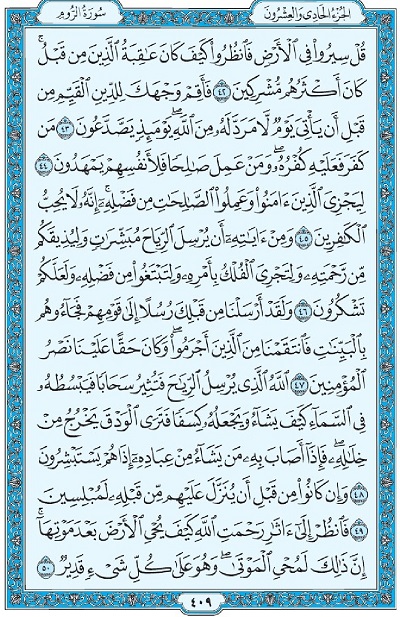 الجزء الحادي والعشرون
سورة الروم
قُلْ سِيرُوا۟ فِى ٱلْأَرْضِ فَٱنظُرُوا۟ كَيْفَ كَانَ عَـٰقِبَةُ ٱلَّذِينَ مِن قَبْلُ ۚ
كَانَ أَكْثَرُهُم مُّشْرِكِينَ ٤٢ فَأَقِمْ وَجْهَكَ لِلدِّينِ ٱلْقَيِّمِ مِن
قَبْلِ أَن يَأْتِىَ يَوْمٌ لَّا مَرَدَّ لَهُۥ مِنَ ٱللَّهِ ۖ يَوْمَئِذٍ يَصَّدَّعُونَ ٤٣ مَن
كَفَرَ فَعَلَيْهِ كُفْرُهُۥ ۖ وَمَنْ عَمِلَ صَـٰلِحًا فَلِأَنفُسِهِمْ يَمْهَدُونَ ٤٤
لِيَجْزِىَ ٱلَّذِينَ ءَامَنُوا۟ وَعَمِلُوا۟ ٱلصَّـٰلِحَـٰتِ مِن فَضْلِهِۦٓ ۚ إِنَّهُۥ لَا يُحِبُّ
ٱلْكَـٰفِرِينَ ٤٥ وَمِنْ ءَايَـٰتِهِۦٓ أَن يُرْسِلَ ٱلرِّيَاحَ مُبَشِّرَٰتٍ وَلِيُذِيقَكُم
مِّن رَّحْمَتِهِۦ وَلِتَجْرِىَ ٱلْفُلْكُ بِأَمْرِهِۦ وَلِتَبْتَغُوا۟ مِن فَضْلِهِۦ وَلَعَلَّكُمْ
تَشْكُرُونَ ٤٦ وَلَقَدْ أَرْسَلْنَا مِن قَبْلِكَ رُسُلًا إِلَىٰ قَوْمِهِمْ فَجَآءُوهُم
بِٱلْبَيِّنَـٰتِ فَٱنتَقَمْنَا مِنَ ٱلَّذِينَ أَجْرَمُوا۟ ۖ وَكَانَ حَقًّا عَلَيْنَا نَصْرُ
ٱلْمُؤْمِنِينَ ٤٧ ٱللَّهُ ٱلَّذِى يُرْسِلُ ٱلرِّيَـٰحَ فَتُثِيرُ سَحَابًا فَيَبْسُطُهُۥ
فِى ٱلسَّمَآءِ كَيْفَ يَشَآءُ وَيَجْعَلُهُۥ كِسَفًا فَتَرَى ٱلْوَدْقَ يَخْرُجُ مِنْ
خِلَـٰلِهِۦ ۖ فَإِذَآ أَصَابَ بِهِۦ مَن يَشَآءُ مِنْ عِبَادِهِۦٓ إِذَا هُمْ يَسْتَبْشِرُونَ
٤٨ وَإِن كَانُوا۟ مِن قَبْلِ أَن يُنَزَّلَ عَلَيْهِم مِّن قَبْلِهِۦ لَمُبْلِسِينَ
٤٩ فَٱنظُرْ إِلَىٰٓ ءَاثَـٰرِ رَحْمَتِ ٱللَّهِ كَيْفَ يُحْىِ ٱلْأَرْضَ بَعْدَ مَوْتِهَآ ۚ
إِنَّ ذَٰلِكَ لَمُحْىِ ٱلْمَوْتَىٰ ۖ وَهُوَ عَلَىٰ كُلِّ شَىْءٍ قَدِيرٌ ٥٠
٤٠٩